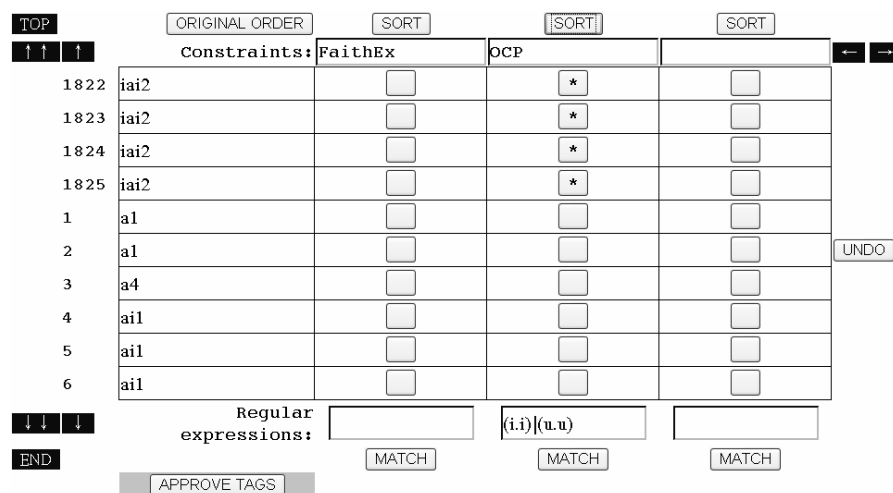 TOP ORIGINAL ORDER SORT SORT SORT
↑↑ ↑ Constraints: FaithEx OCP ← →
1822 iai2 *
1823 iai2 *
1824 iai2 *
1825 iai2 *
1 a1
2 a1 UNDO
3 a4
4 ai1
5 ai1
6 ai1
↓↓ ↓ Regular
expressions: (i.i)|(u.u)
END MATCH MATCH MATCH
APPROVE TAGS